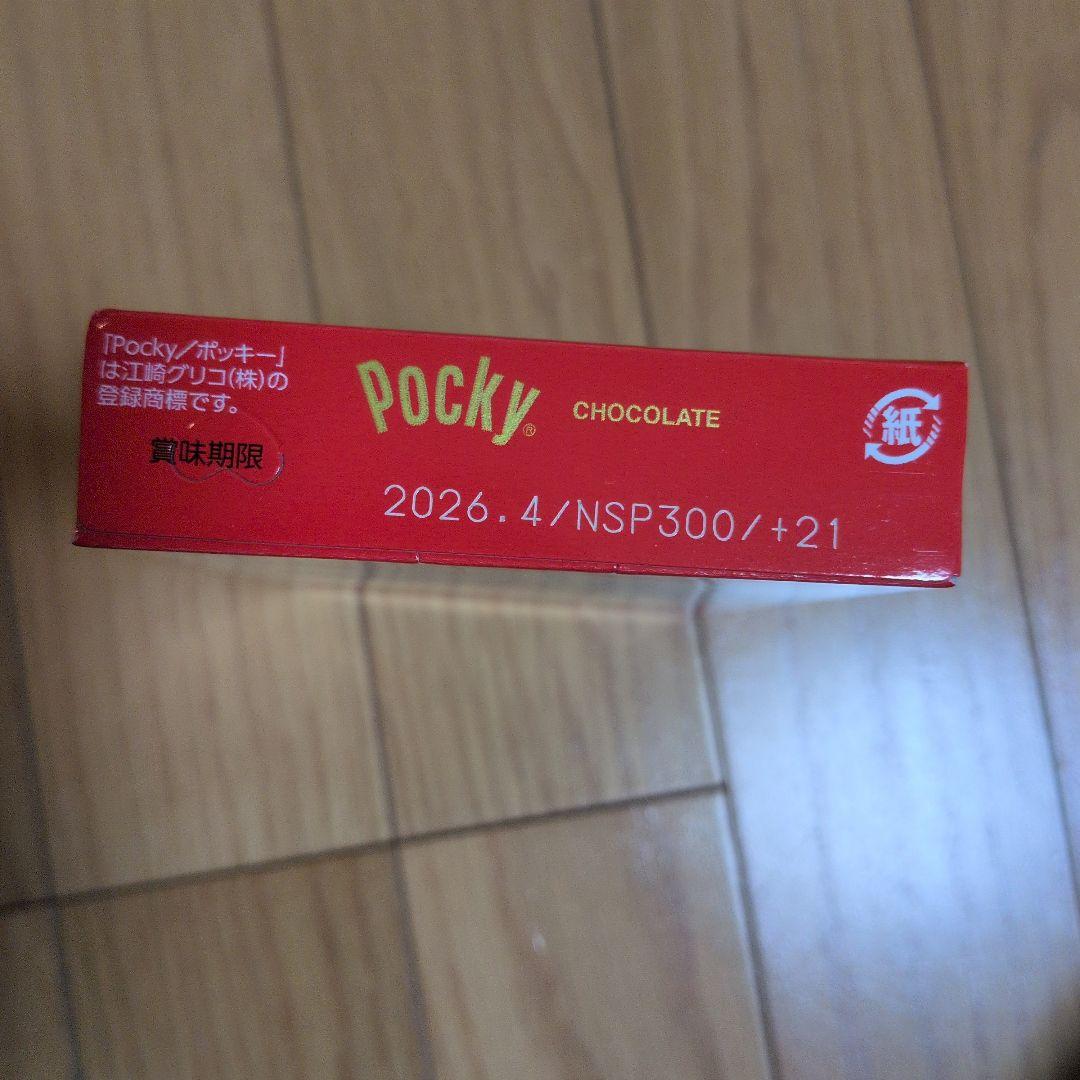 「Pocky／ポッキー」
は江崎グリコ(株)の
登録商標です。
賞味期限
Pocky®
CHOCOLATE
2026.4/NSP300/+21
紙